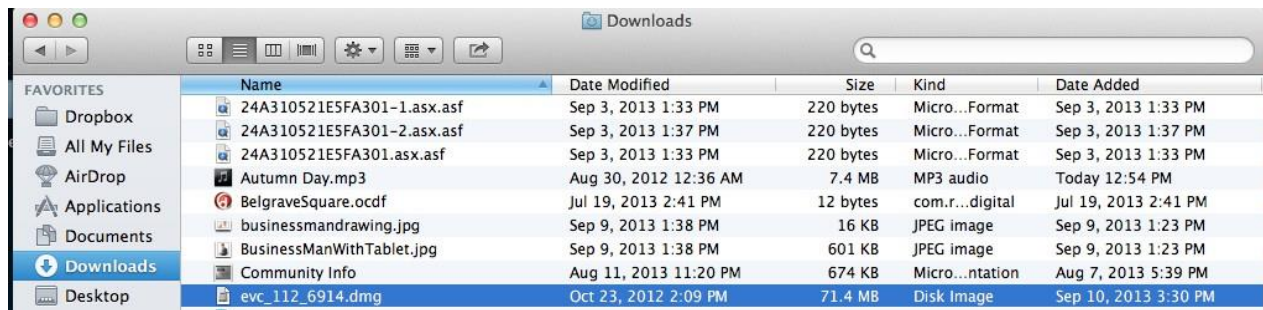 Downloads
FAVORITES
Dropbox
All My Files
AirDrop
Applications
Documents
Downloads
Desktop
Name Date Modified Size Kind Date Added
24A310521E5FA301-1.asx.asf Sep 3, 2013 1:33 PM 220 bytes Micro...Format Sep 3, 2013 1:33 PM
24A310521E5FA301-2.asx.asf Sep 3, 2013 1:37 PM 220 bytes Micro...Format Sep 3, 2013 1:37 PM
24A310521E5FA301.asx.asf Sep 3, 2013 1:33 PM 220 bytes Micro...Format Sep 3, 2013 1:33 PM
Autumn Day.mp3 Aug 30, 2012 12:36 AM 7.4 MB MP3 audio Today 12:54 PM
BelgraveSquare.ocdf Jul 19, 2013 2:41 PM 12 bytes com.r...digital Jul 19, 2013 2:41 PM
businessmandrawing.jpg Sep 9, 2013 1:38 PM 16 KB JPEG image Sep 9, 2013 1:23 PM
BusinessManWithTablet.jpg Sep 9, 2013 1:38 PM 601 KB JPEG image Sep 9, 2013 1:23 PM
Community Info Aug 11, 2013 11:20 PM 674 KB Micro...ntation Aug 7, 2013 5:39 PM
evc_112_6914.dmg Oct 23, 2012 2:09 PM 71.4 MB Disk Image Sep 10, 2013 3:30 PM